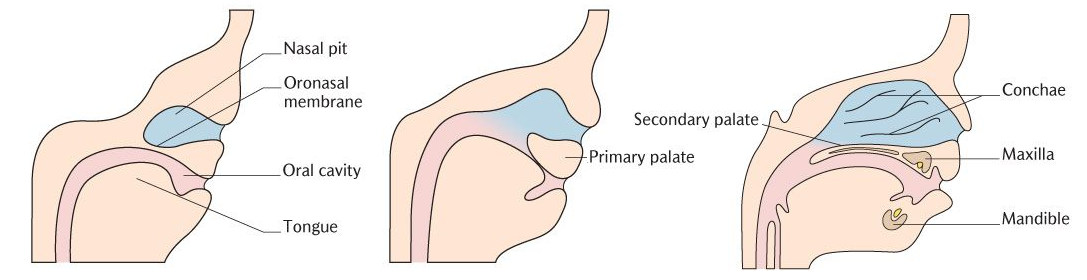 Nasal pit
Oronasal
membrane
Oral cavity
Tongue
Primary palate
Secondary palate
Conchae
Maxilla
Mandible